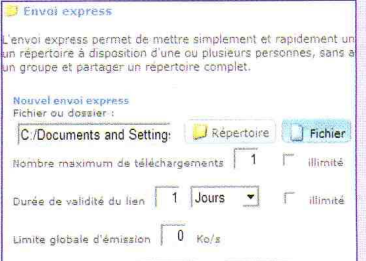 Envoi express
L'envoi express permet de mettre simplement et rapidement un
un répertoire à disposition d'une ou plusieurs personnes, sans a
un groupe et partager un répertoire complet.
Nouvel envoi express
Fichier ou dossier :
C:/Documents and Setting: Répertoire Fichier
Nombre maximum de téléchargements 1 illimité
Durée de validité du lien 1 Jours illimité
Limite globale d'émission 0 Ko/s